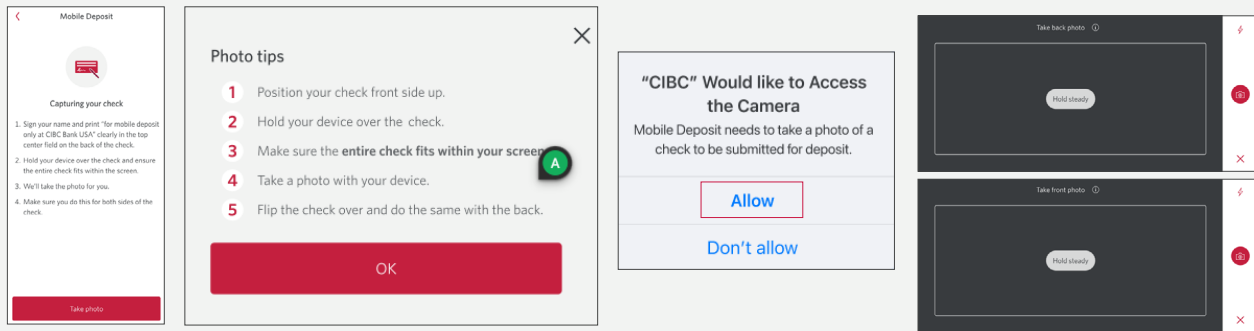 Mobile Deposit
Capturing your check
1. Sign your name and print "for mobile deposit
only at CIBC Bank USA" clearly in the top
center field on the back of the check.
2. Hold your device over the check and ensure
the entire check fits within the screen.
3. We'll take the photo for you.
4. Make sure you do this for both sides of the
check.
Take photo
Photo tips
1 Position your check front side up.
2 Hold your device over the check.
3 Make sure the entire check fits within your screen
A
4 Take a photo with your device.
5 Flip the check over and do the same with the back.
OK
“CIBC” Would like to Access
the Camera
Mobile Deposit needs to take a photo of a
check to be submitted for deposit.
Allow
Don’t allow
Take back photo
Hold steady
Take front photo
Hold steady